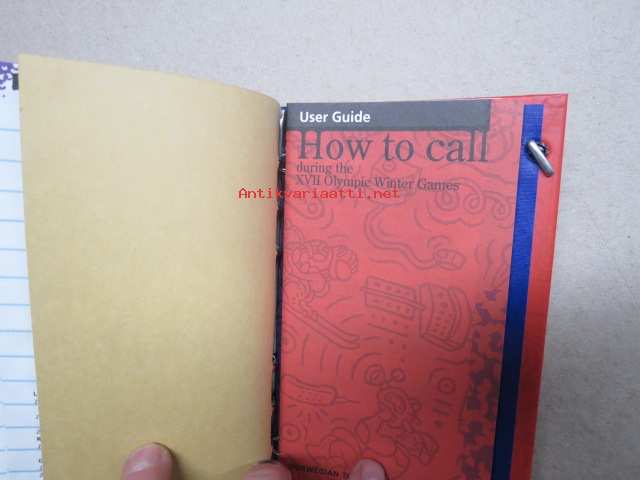 User Guide
How to call
during the
XVII Olympic Winter Games
Antikvariaatti.net